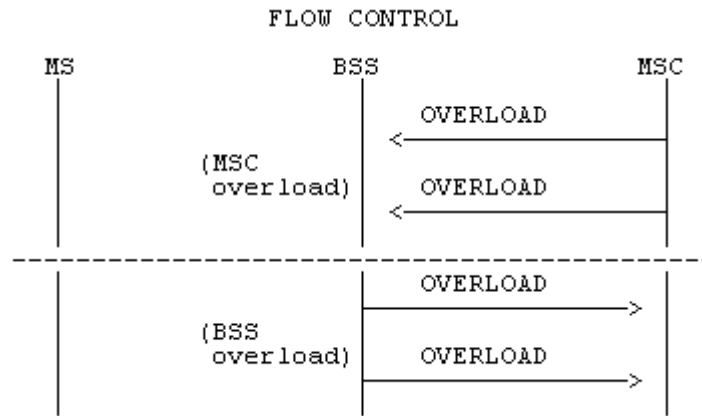 FLOW CONTROL
MS BSS MSC
OVERLOAD
(MSC
overload)
OVERLOAD
OVERLOAD
(BSS
overload)
OVERLOAD